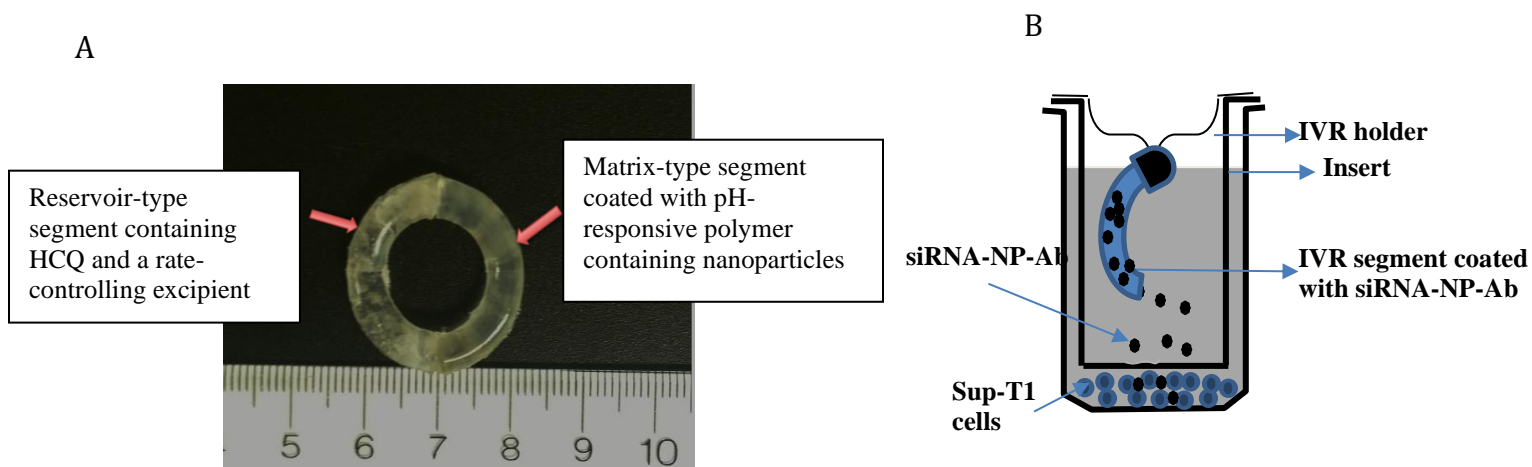 A
Reservoir-type
segment containing
HCQ and a rate-
controlling excipient
Matrix-type segment
coated with pH-
responsive polymer
containing nanoparticles
5 6 7 8 9 10
B
IVR holder
Insert
siRNA-NP-Ab
IVR segment coated
with siRNA-NP-Ab
Sup-T1
cells